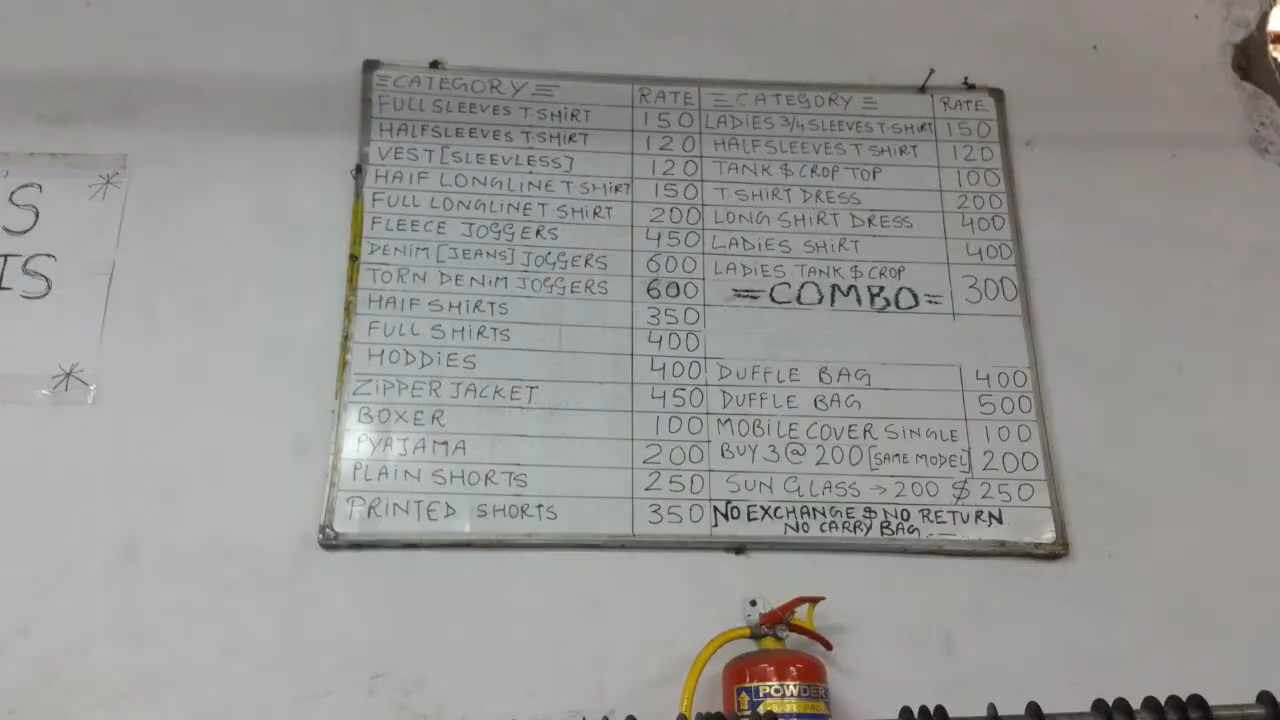 'S
IS
CATEGORY RATE
FULL SLEEVES T SHIRT 150
HALF SLEEVES T SHIRT 120
VEST [SLEEVLESS] 120
HAIF LONGLINE T SHIRT 150
FULL LONGLINE T SHIRT 200
FLEECE JOGGERS 450
DENIM [JEANS] JOGGERS 600
TORN DENIM JOGGERS 600
HAIF SHIRTS 350
FULL SHIRTS 400
HODDIES 400
ZIPPER JACKET 450
BOXER 100
PYAJAMA 200
PLAIN SHORTS 250
PRINTED SHORTS 350
CATEGORY RATE
LADIES 3/4 SLEEVES T-SHIRT 150
HALF SLEEVES T SHIRT 120
TANK $ CROP TOP 100
T SHIRT DRESS 200
LONG SHIRT DRESS 400
LADIES SHIRT 400
LADIES TANK $ CROP
=COMBO= 300
DUFFLE BAG 400
DUFFLE BAG 500
MOBILE COVER SINGLE 100
BUY 3 @ 200 [SAME MODEL] 200
SUN GLASS → 200 $ 250
NO EXCHANGE $ NO RETURN
NO CARRY BAG
POWDER